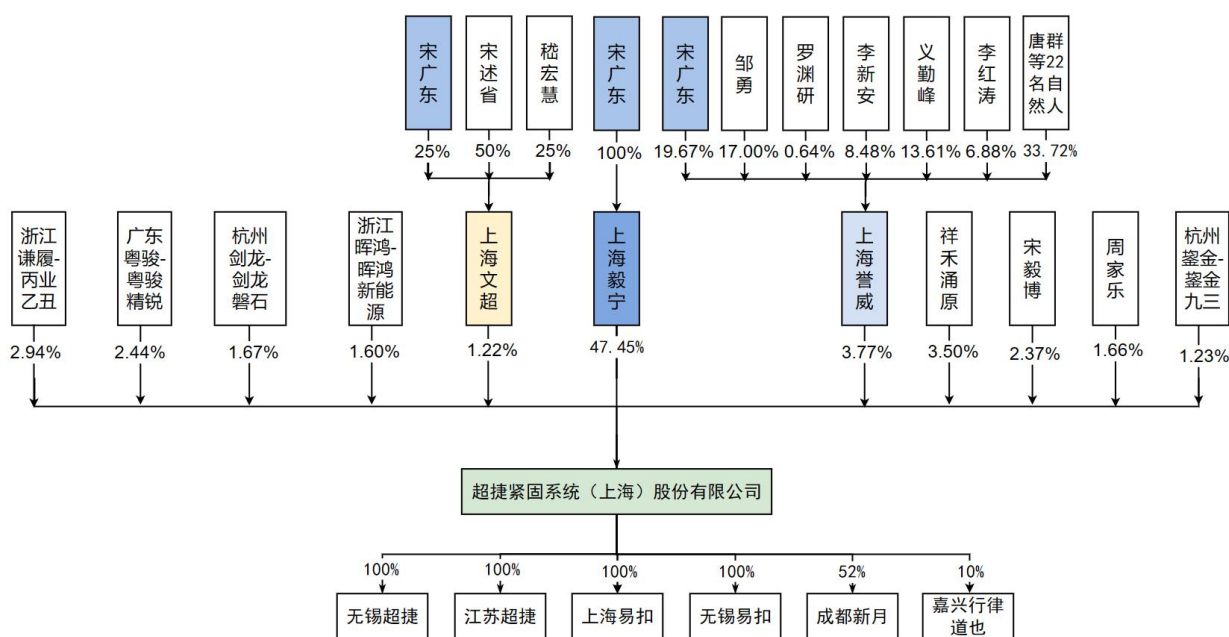 宋广东
宋述省
嵇宏慧
宋广东
宋广东
邹勇
罗渊研
李新安
义勤峰
李红涛
唐群等22名自然人
25%
50%
25%
100%
19.67%
17.00%
0.64%
8.48%
13.61%
6.88%
33.72%
浙江
谦履-
丙业
乙丑
广东
粤骏-
粤骏
精锐
杭州
剑龙-
剑龙
磐石
浙江
晖鸿-
晖鸿
新能
源
上海文超
上海毅宁
上海誉威
祥禾涌原
宋毅博
周家乐
杭州
鋆金-
鋆金
九三
2.94%
2.44%
1.67%
1.60%
1.22%
47.45%
3.77%
3.50%
2.37%
1.66%
1.23%
超捷紧固系统（上海）股份有限公司
100%
100%
100%
100%
52%
10%
无锡超捷
江苏超捷
上海易扣
无锡易扣
成都新月
嘉兴行律
道也